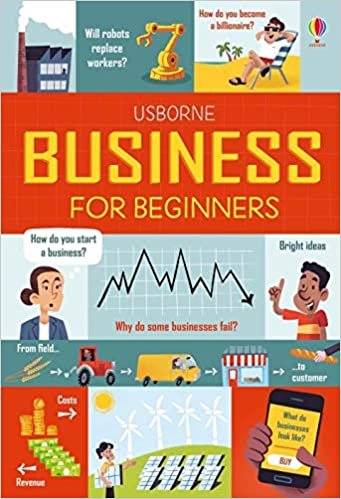 Will robots
replace
workers?
How do you become
a billionaire?
USBORNE
USBORNE
BUSINESS
FOR BEGINNERS
How do you start
a business?
Bright ideas
Why do some businesses fail?
From field...
...to
customer
Costs
Revenue
What do
businesses
look like?
BUY